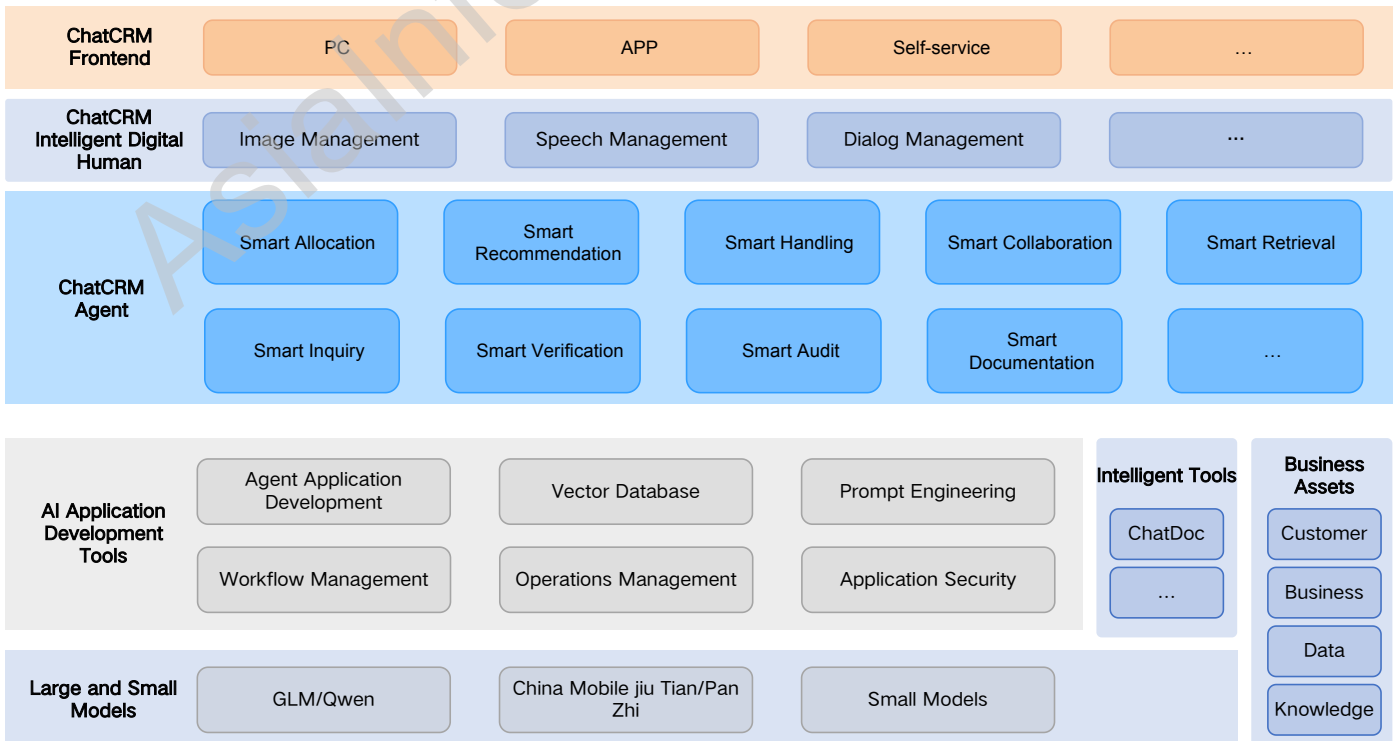 ChatCRM
Frontend
PC
APP
Self-service
…
ChatCRM
Intelligent Digital
Human
Image Management
Speech Management
Dialog Management
…
ChatCRM
Agent
Smart Allocation
Smart
Recommendation
Smart Handling
Smart Collaboration
Smart Retrieval
Smart Inquiry
Smart Verification
Smart Audit
Smart
Documentation
…
AI Application
Development
Tools
Agent Application
Development
Vector Database
Prompt Engineering
Workflow Management
Operations Management
Application Security
Intelligent Tools
ChatDoc
…
Business
Assets
Customer
Business
Data
Knowledge
Large and Small
Models
GLM/Qwen
China Mobile jiu Tian/Pan
Zhi
Small Models